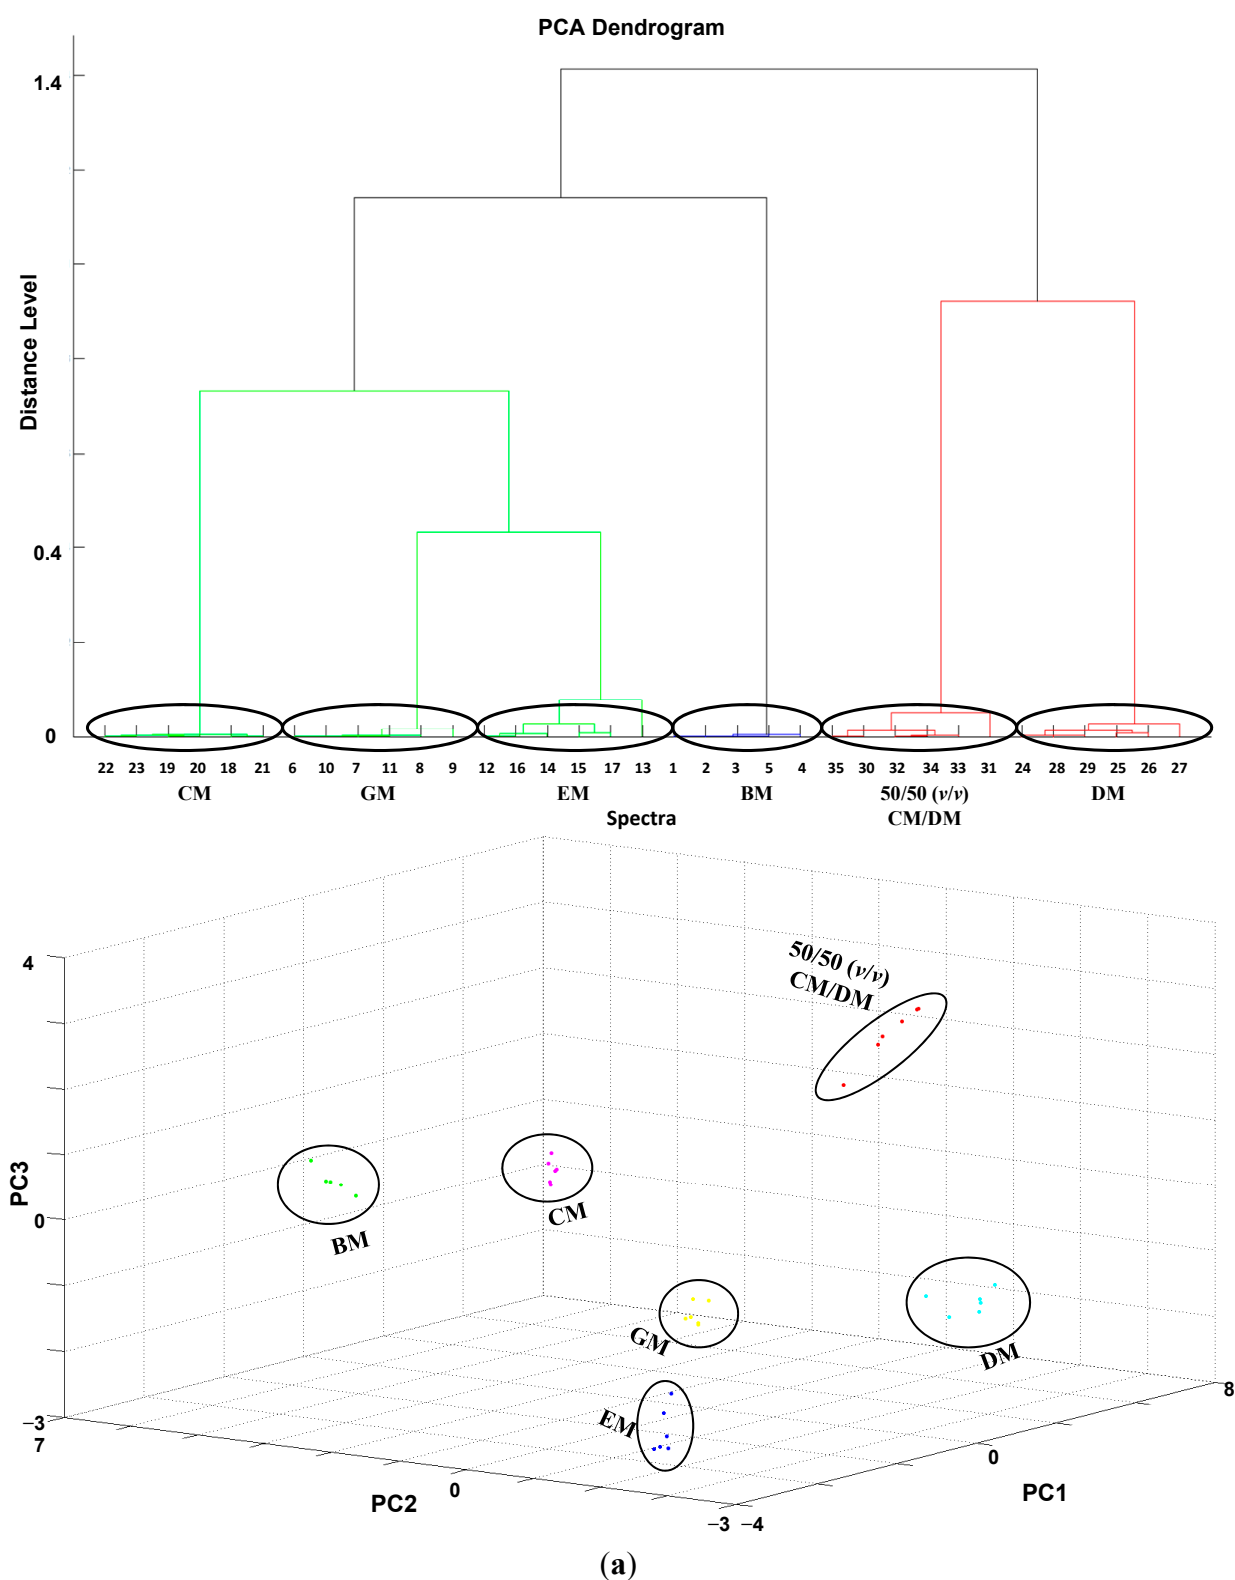 PCA Dendrogram
1.4
Distance Level
0.4
0
22 23 19 20 18 21 6 10 7 11 8 9 12 16 14 15 17 13 1 2 3 5 4 35 30 32 34 33 31 24 28 29 25 26 27
CM GM EM BM 50/50 (v/v) DM
CM/DM
Spectra
4
50/50 (v/v)
CM/DM
PC3
0
BM
CM
GM
DM
EM
−3
7
8
0
PC2
0
PC1
−3 −4
(a)